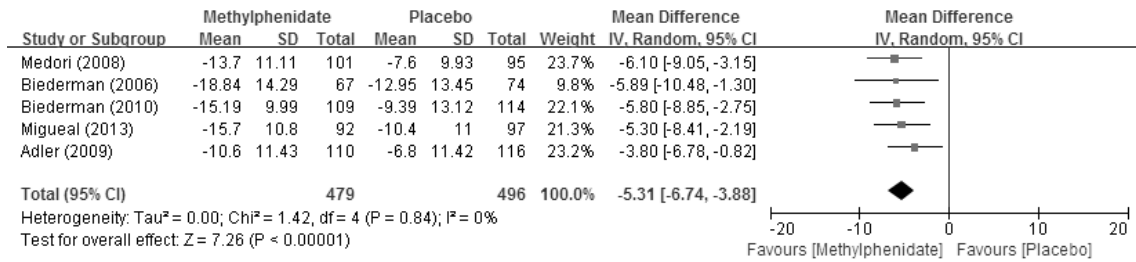 Methylphenidate Placebo Mean Difference Mean Difference
Study or Subgroup Mean SD Total Mean SD Total Weight IV, Random, 95% CI IV, Random, 95% CI
Medori (2008) -13.7 11.11 101 -7.6 9.93 95 23.7% -6.10 [-9.05, -3.15]
Biederman (2006) -18.84 14.29 67 -12.95 13.45 74 9.8% -5.89 [-10.48, -1.30]
Biederman (2010) -15.19 9.99 109 -9.39 13.12 114 22.1% -5.80 [-8.85, -2.75]
Migueal (2013) -15.7 10.8 92 -10.4 11 97 21.3% -5.30 [-8.41, -2.19]
Adler (2009) -10.6 11.43 110 -6.8 11.42 116 23.2% -3.80 [-6.78, -0.82]
Total (95% CI) 479 496 100.0% -5.31 [-6.74, -3.88]
Heterogeneity: Tau² = 0.00; Chi² = 1.42, df = 4 (P = 0.84); I² = 0%
Test for overall effect: Z = 7.26 (P < 0.00001)
-20 -10 0 10 20
Favours [Methylphenidate] Favours [Placebo]